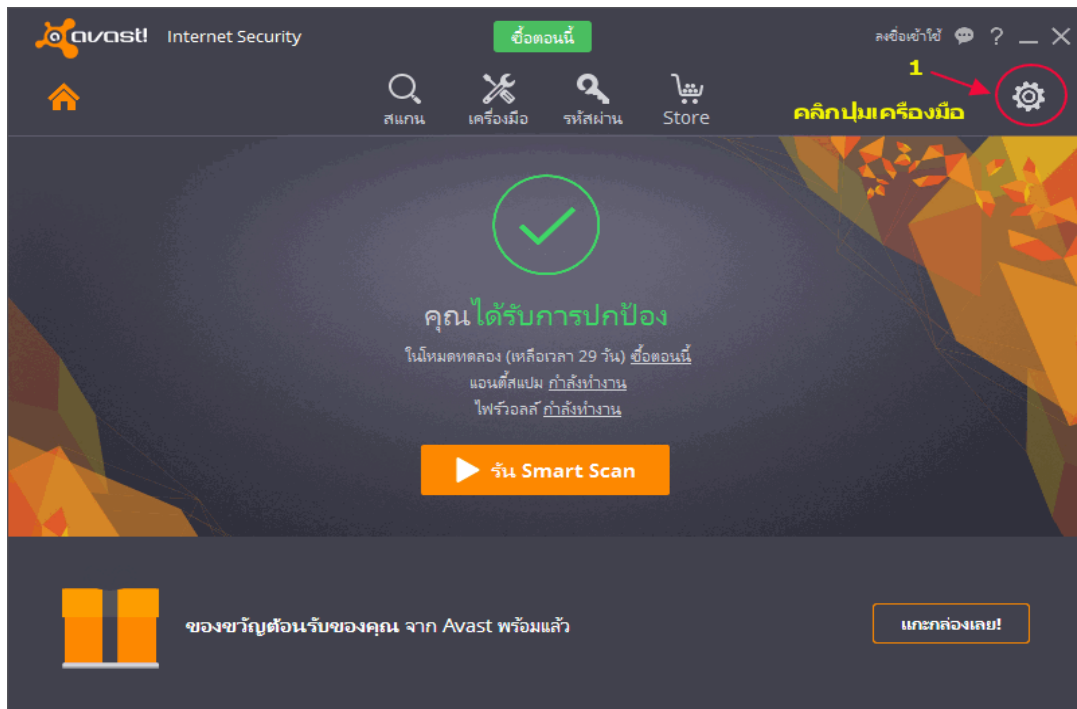 avast! Internet Security ซื้อตอนนี้ ลงชื่อเข้าใช้ ?
1
สแกน เครื่องมือ รหัสผ่าน Store คลิกปุ่มเครืองมือ
คุณได้รับการปกป้อง
ในโหมดทดลอง (เหลือเวลา 29 วัน) ซื้อตอนนี้
แอนตี้สแปม กำลังทำงาน
ไฟร์วอลล์ กำลังทำงาน
รัน Smart Scan
ของขวัญต้อนรับของคุณ จาก Avast พร้อมแล้ว แกะกล่องเลย!